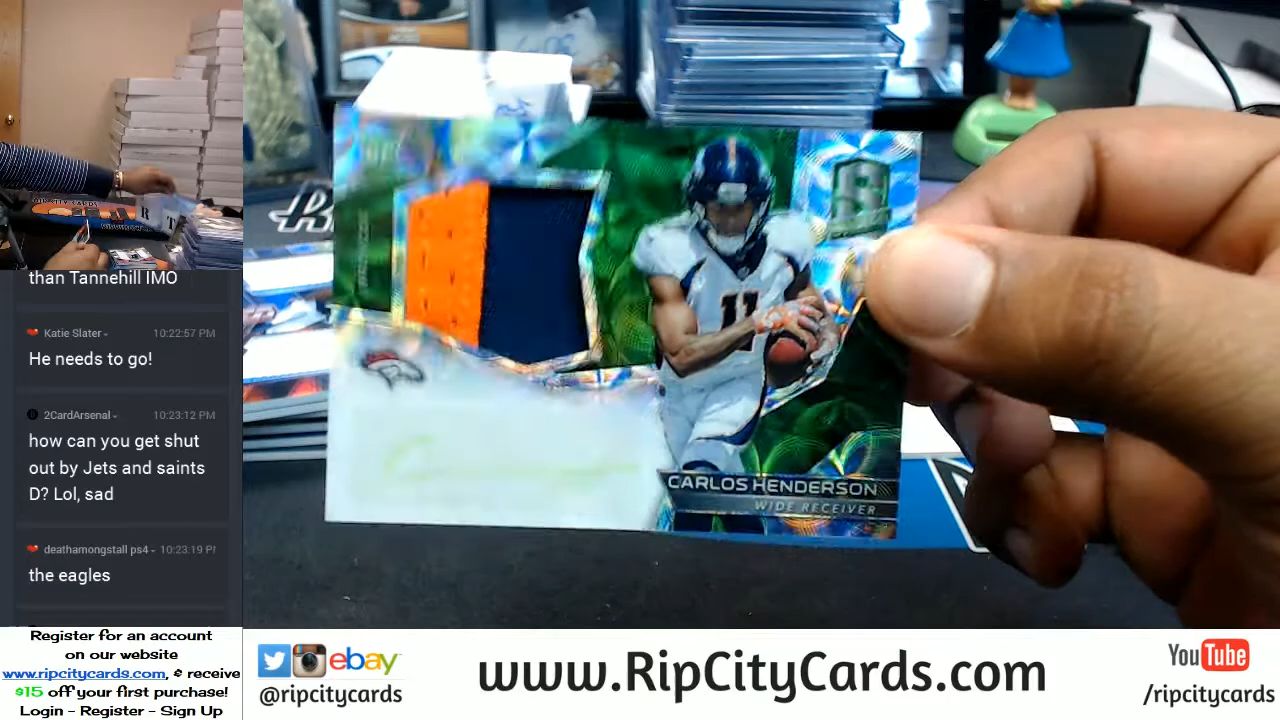 than Tannehill IMO
Katie Slater
10:22:57 PM
He needs to go!
2CardArsenal
10:23:12 PM
how can you get shut
out by Jets and saints
D? Lol, sad
deathamongstall ps4
10:23:19 PM
the eagles
Register for an account
on our website
www.ripcitycards.com, & receive
$15 off your first purchase!
Login - Register - Sign Up
11
CARLOS HENDERSON
WIDE RECEIVER
ebay
@ripcitycards
www.RipCityCards.com
YouTube
/ripcitycards